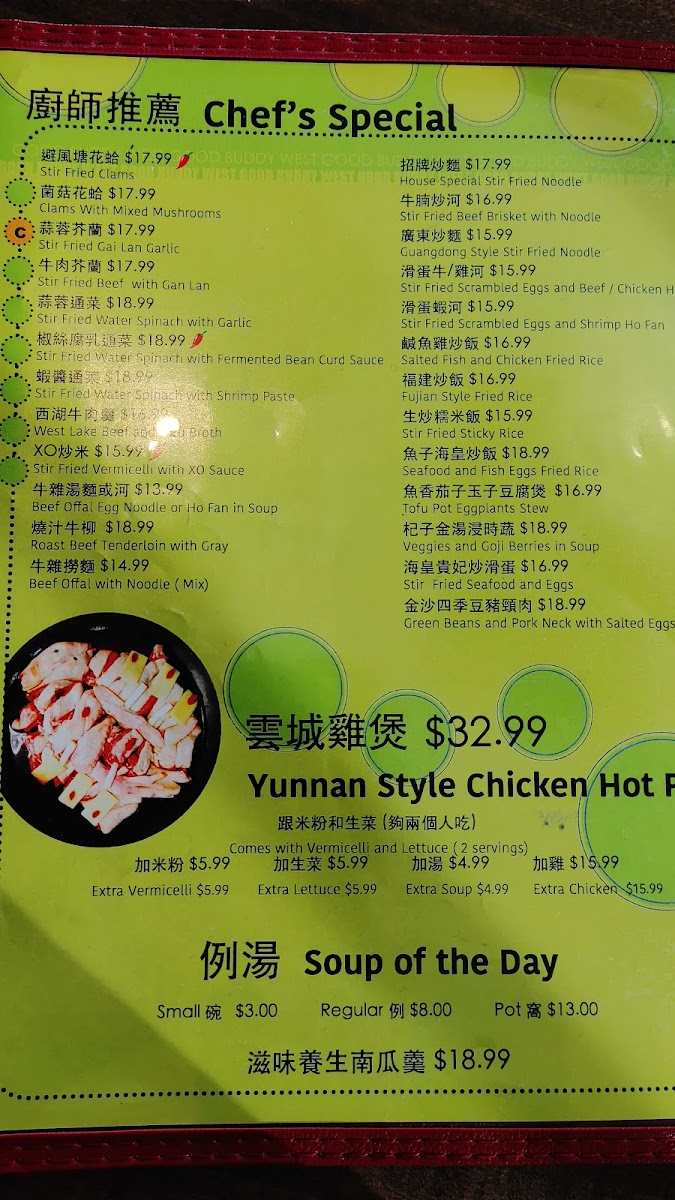 廚師推薦 Chef's Special
避風塘花蛤 $17.99
Stir Fried Clams
菌菇花蛤 $17.99
Clams With Mixed Mushrooms
C
蒜蓉芥蘭 $17.99
Stir Fried Gai Lan Garlic
牛肉芥蘭 $17.99
Stir Fried Beef with Gan Lan
蒜蓉通菜 $18.99
Stir Fried Water Spinach with Garlic
椒絲腐乳通菜 $18.99
Stir Fried Water Spinach with Fermented Bean Curd Sauce
蝦醬通菜 $18.99
Stir Fried Water Spinach with Shrimp Paste
西湖牛肉羹 $16.99
West Lake Beef and Broth
XO炒米 $15.99
Stir Fried Vermicelli with XO Sauce
牛雜湯麵或河 $13.99
Beef Offal Egg Noodle or Ho Fan in Soup
燒汁牛柳 $18.99
Roast Beef Tenderloin with Gray
牛雜撈麵 $14.99
Beef Offal with Noodle ( Mix)
招牌炒麵 $17.99
House Special Stir Fried Noodle
牛腩炒河 $16.99
Stir Fried Beef Brisket with Noodle
廣東炒麵 $15.99
Guangdong Style Stir Fried Noodle
滑蛋牛/雞河 $15.99
Stir Fried Scrambled Eggs and Beef / Chicken H
滑蛋蝦河 $15.99
Stir Fried Scrambled Eggs and Shrimp Ho Fan
鹹魚雞炒飯 $16.99
Salted Fish and Chicken Fried Rice
福建炒飯 $16.99
Fujian Style Fried Rice
生炒糯米飯 $15.99
Stir Fried Sticky Rice
魚子海皇炒飯 $18.99
Seafood and Fish Eggs Fried Rice
魚香茄子玉子豆腐煲 $16.99
Tofu Pot Eggplants Stew
杞子金湯浸時蔬 $18.99
Veggies and Goji Berries in Soup
海皇貴妃炒滑蛋 $16.99
Stir Fried Seafood and Eggs
金沙四季豆豬頸肉 $18.99
Green Beans and Pork Neck with Salted Eggs
雲城雞煲 $32.99
Yunnan Style Chicken Hot P
跟米粉和生菜 (夠兩個人吃)
Comes with Vermicelli and Lettuce ( 2 servings)
加米粉 $5.99 加生菜 $5.99 加湯 $4.99 加雞 $15.99
Extra Vermicelli $5.99 Extra Lettuce $5.99 Extra Soup $4.99 Extra Chicken $15.99
例湯 Soup of the Day
Small 碗 $3.00 Regular 例 $8.00 Pot 窩 $13.00
滋味養生南瓜羹 $18.99